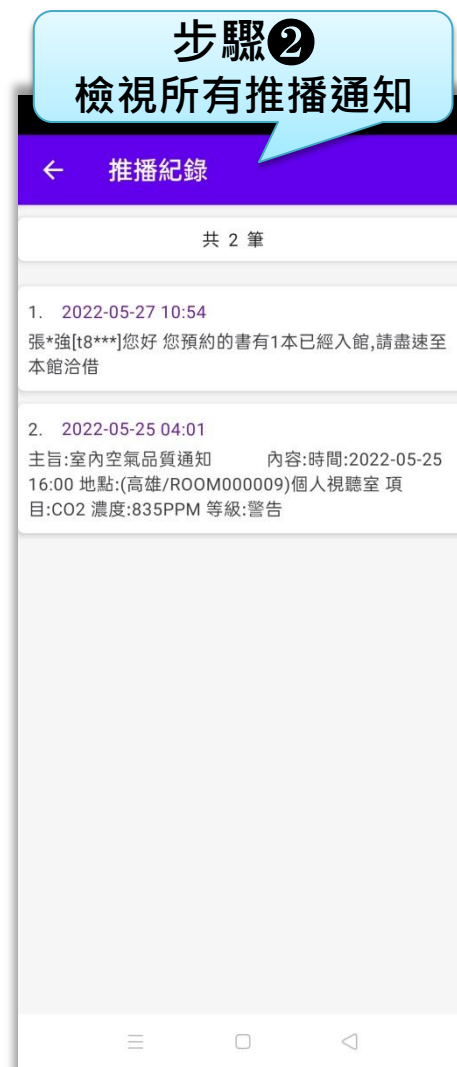 步驟❷
檢視所有推播通知
← 推播紀錄
共 2 筆
1. 2022-05-27 10:54
張*強[t8***]您好 您預約的書有1本已經入館,請盡速至
本館洽借
2. 2022-05-25 04:01
主旨:室內空氣品質通知 內容:時間:2022-05-25
16:00 地點:(高雄/ROOM000009)個人視聽室 項
目:CO2 濃度:835PPM 等級:警告